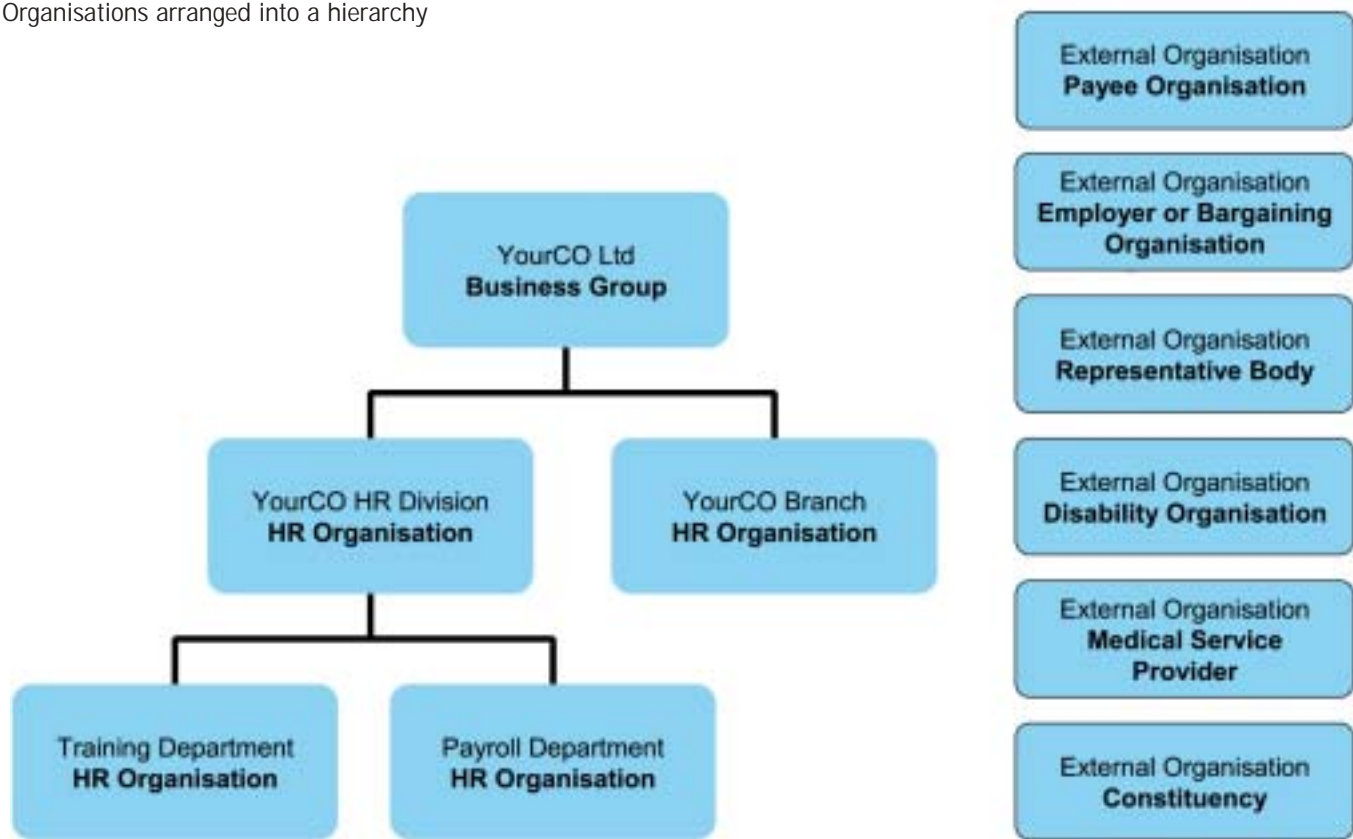 Organisations arranged into a hierarchy
YourCO Ltd
Business Group
YourCO HR Division
HR Organisation
YourCO Branch
HR Organisation
Training Department
HR Organisation
Payroll Department
HR Organisation
External Organisation
Payee Organisation
External Organisation
Employer or Bargaining
Organisation
External Organisation
Representative Body
External Organisation
Disability Organisation
External Organisation
Medical Service
Provider
External Organisation
Constituency